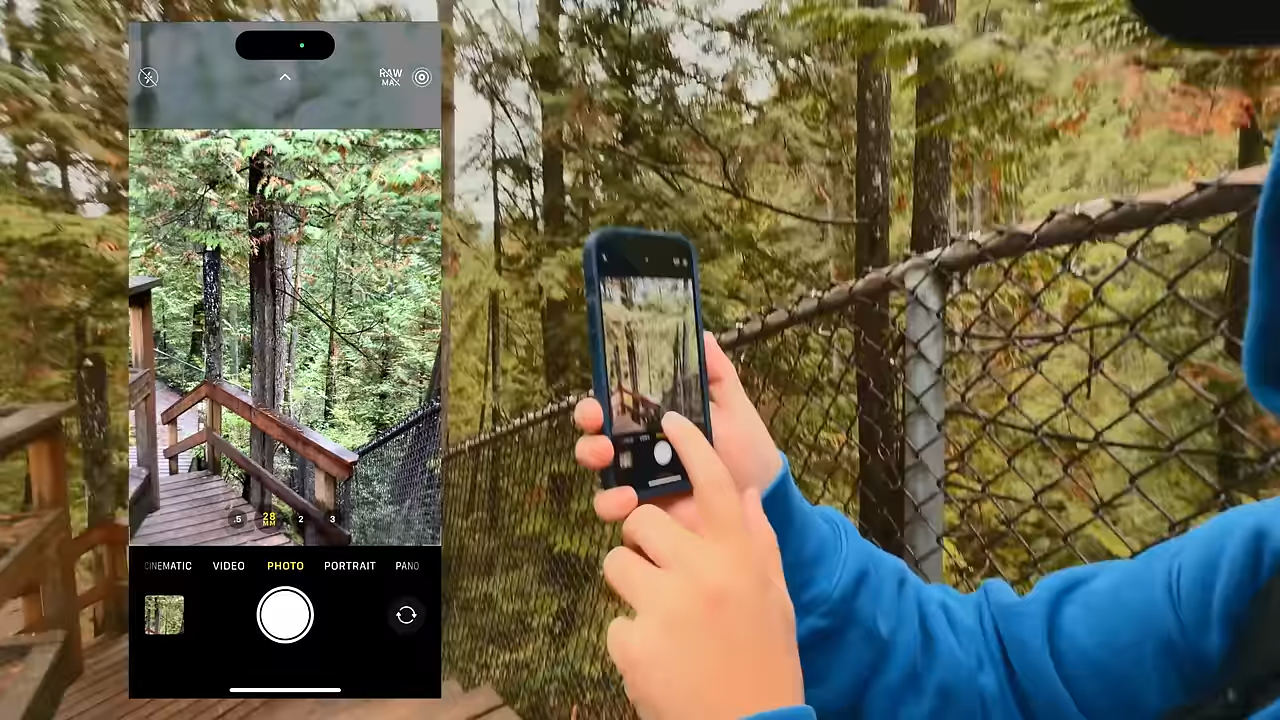 RAW
MAX
.5
28
MM
2
3
CINEMATIC
VIDEO
PHOTO
PORTRAIT
PANO